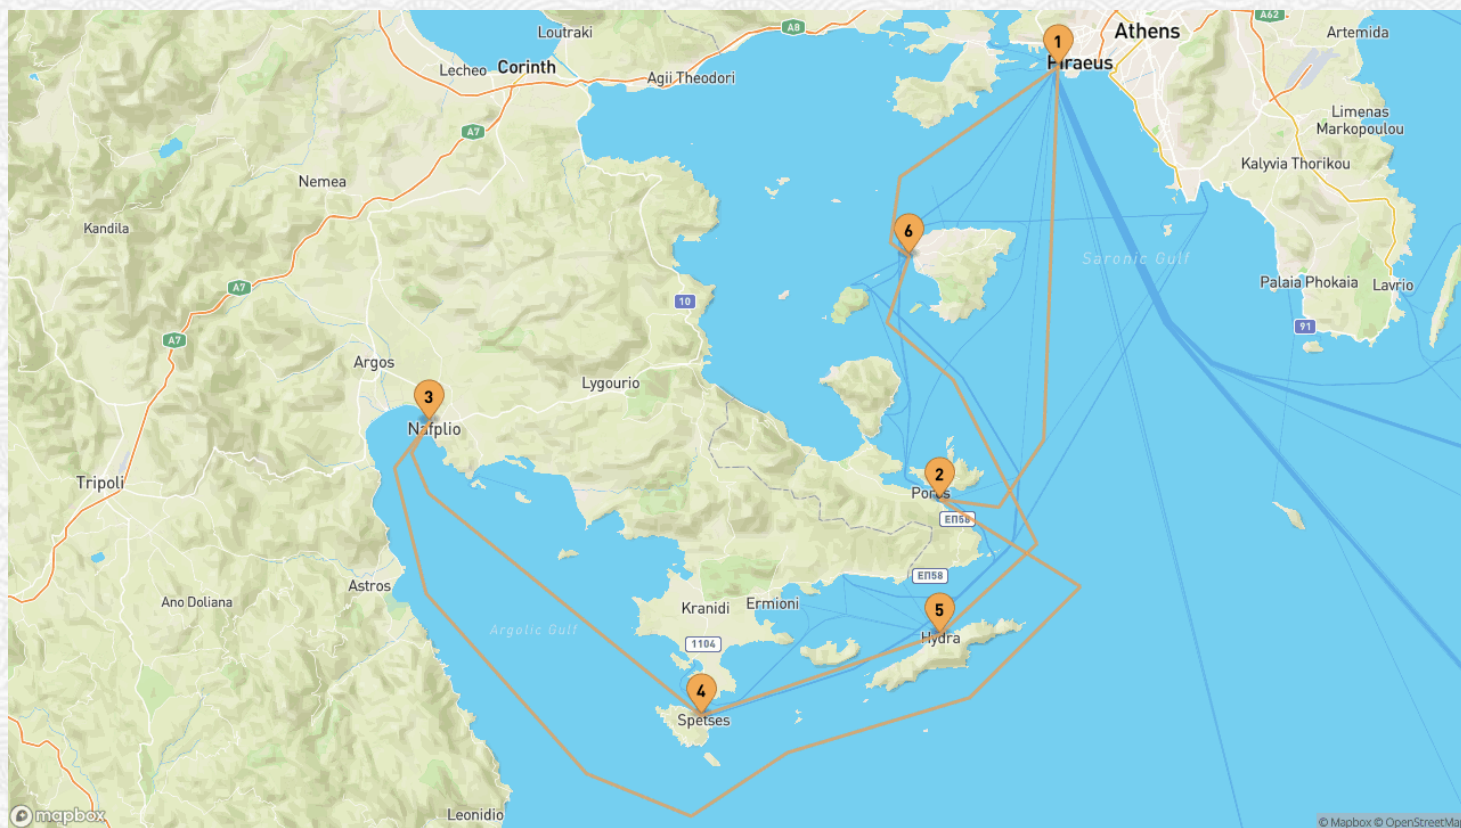 A8
A62
Loutraki
Athens
Artemida
1
Piraeus
Lecheo
Corinth
Agii Theodori
Limenas
Markopoulou
A7
Kalyvia Thorikou
Nemea
Kandila
6
Saronic Gulf
Palaia Phokaia
Lavrio
A7
10
91
A7
Argos
Lygourio
3
Nafplio
Tripoli
2
Poros
ΕΠ58
ΕΠ58
Astros
Ano Doliana
Kranidi
Ermioni
5
Hydra
Argolic Gulf
1104
4
Spetses
Leonidio
mapbox
© Mapbox © OpenStreetMap